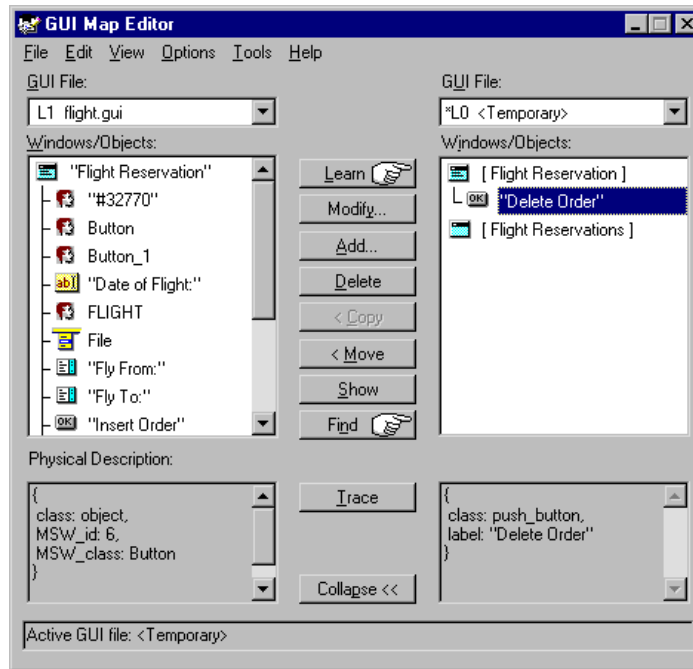 GUI Map Editor
File Edit View Options Tools Help
GUI File:
L1 flight.gui
Windows/Objects:
"Flight Reservation"
"#32770"
Button
Button_1
abI "Date of Flight:"
FLIGHT
File
"Fly From:"
"Fly To:"
OK "Insert Order"
Learn
Modify...
Add...
Delete
< Copy
< Move
Show
Find
GUI File:
*L0 <Temporary>
Windows/Objects:
[ Flight Reservation ]
OK "Delete Order"
[ Flight Reservations ]
Physical Description:
{
class: object,
MSW_id: 6,
MSW_class: Button
}
Trace
Collapse <<
{
class: push_button,
label: "Delete Order"
}
Active GUI file: <Temporary>